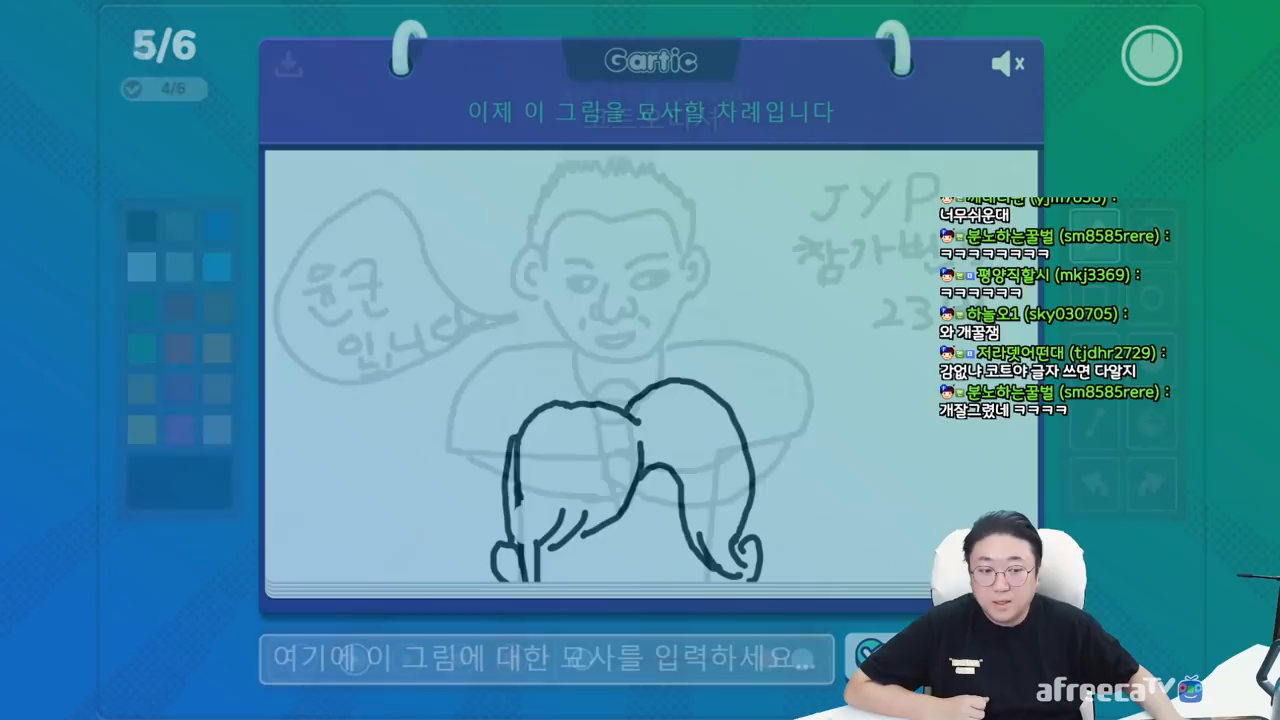 5/6
4/6
Gartic
이제 이 그림을 묘사할 차례입니다
JYP
참가번
23
윤군
입니다
(yjm7638) :
너무쉬운대
분노하는꿀벌 (sm8585rere) :
ㅋㅋㅋㅋㅋㅋㅋㅋ
평양직할시 (mkj3369) :
ㅋㅋㅋㅋㅋㅋ
하늘오1 (sky030705) :
와 개꿀잼
저라뎃어떤대 (tjdhr2729) :
감없냐 코트야 글자 쓰면 다알지
분노하는꿀벌 (sm8585rere) :
개잘그렸네 ㅋㅋㅋㅋ
여기에 이 그림에 대한 묘사를 입력하세요...
afreecaTV